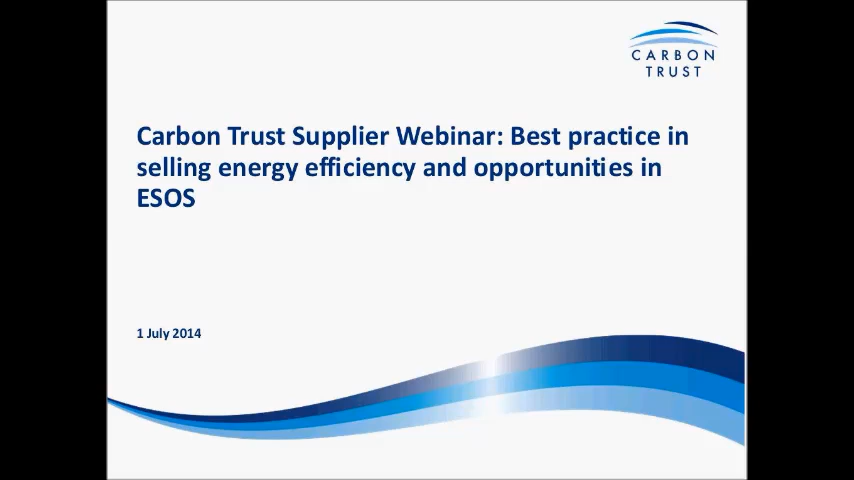 CARBON
TRUST
Carbon Trust Supplier Webinar: Best practice in
selling energy efficiency and opportunities in
ESOS
1 July 2014